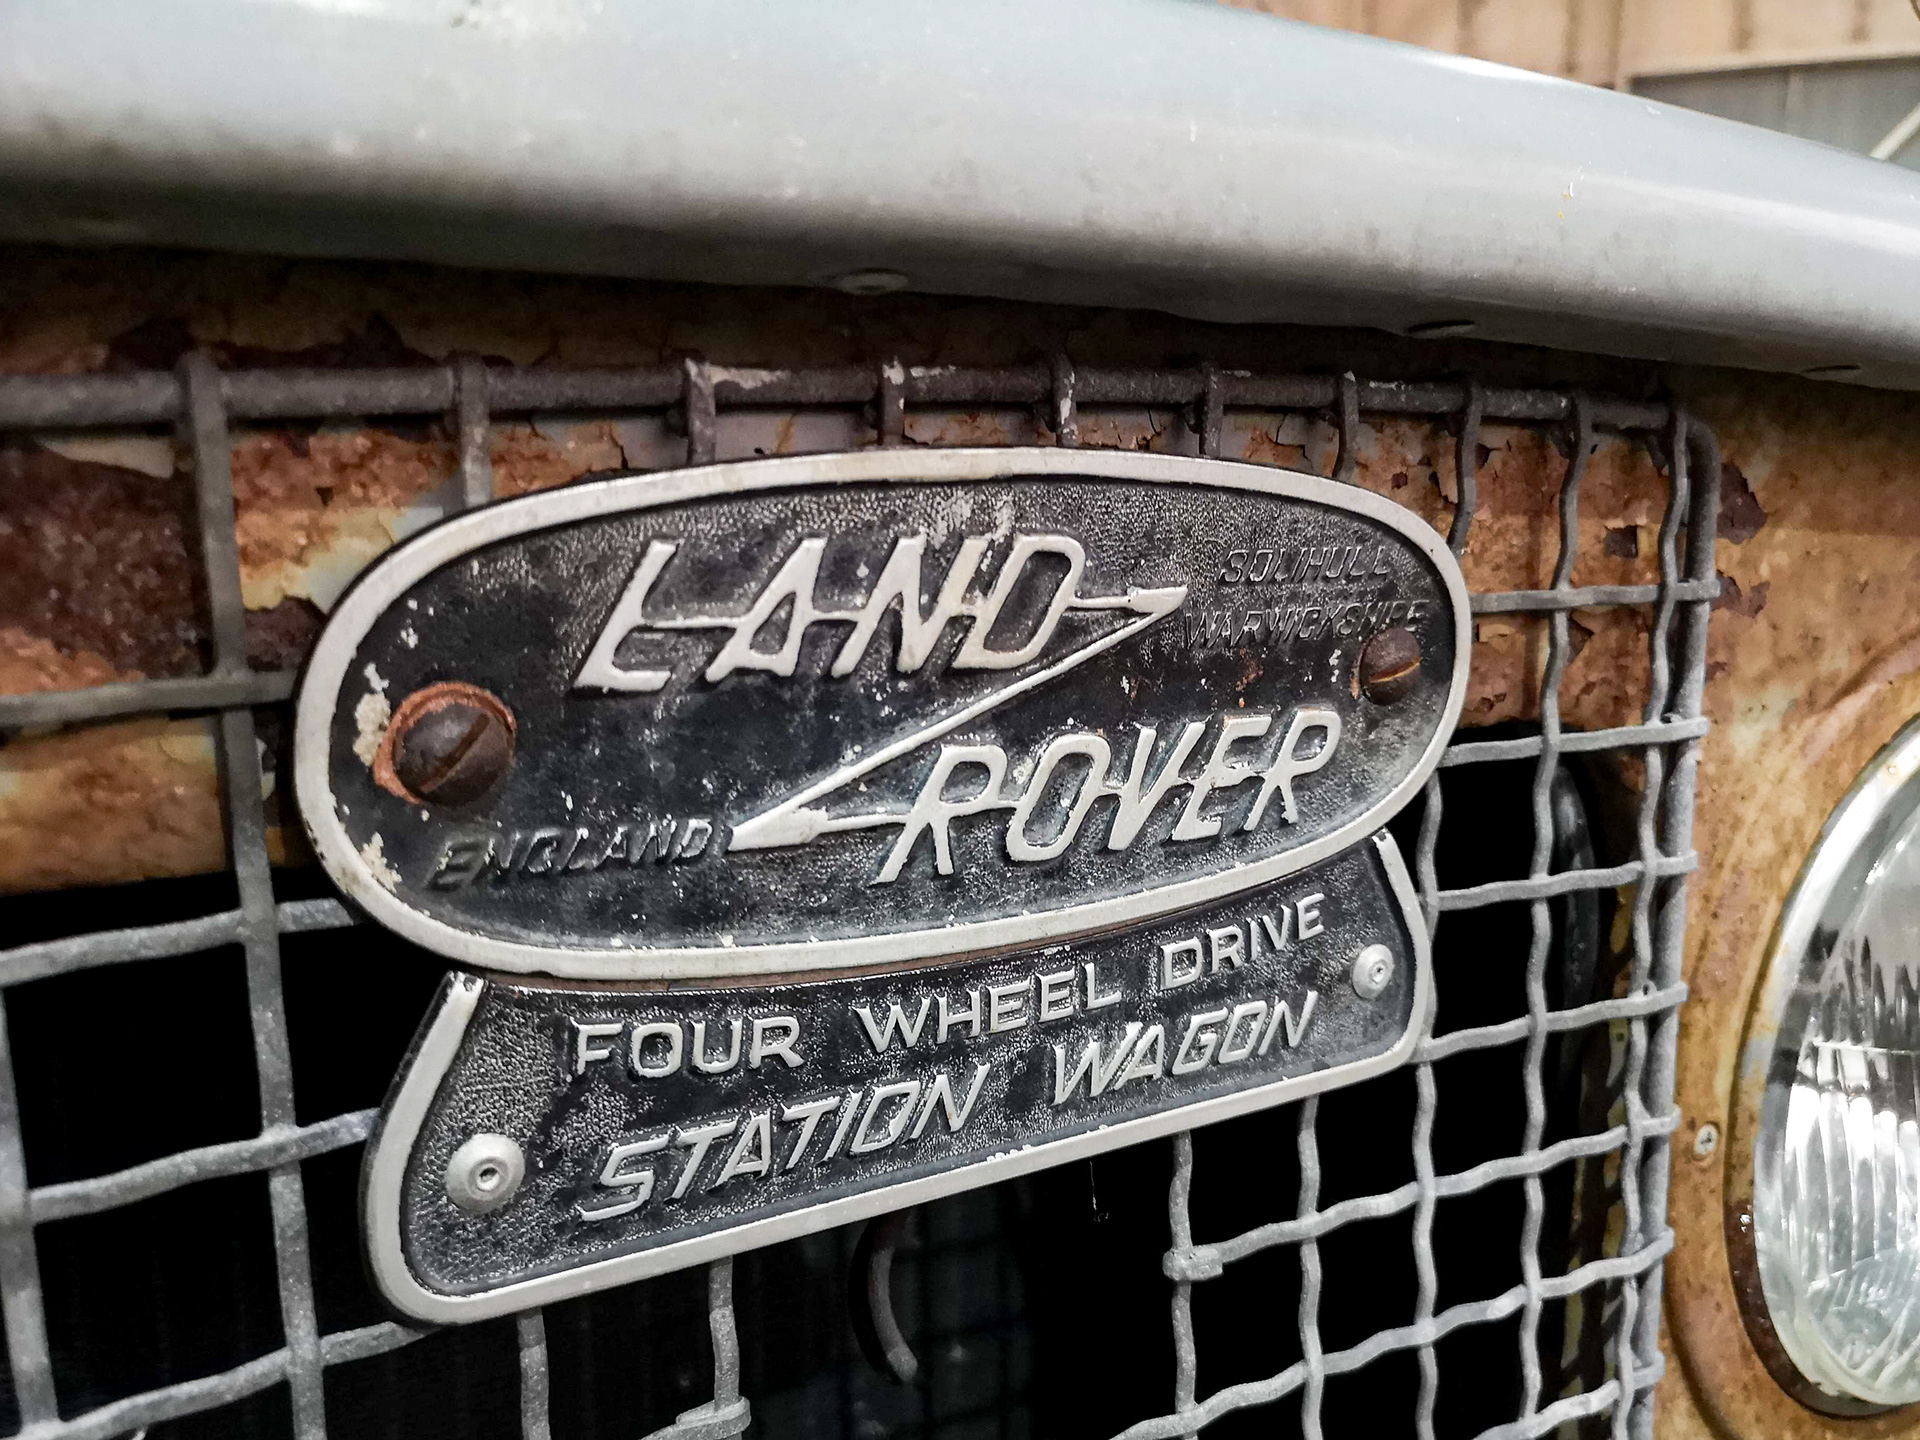 LAND
SOLIHULL
WARWICKSHIRE
ROVER
ENGLAND
FOUR WHEEL DRIVE
STATION WAGON